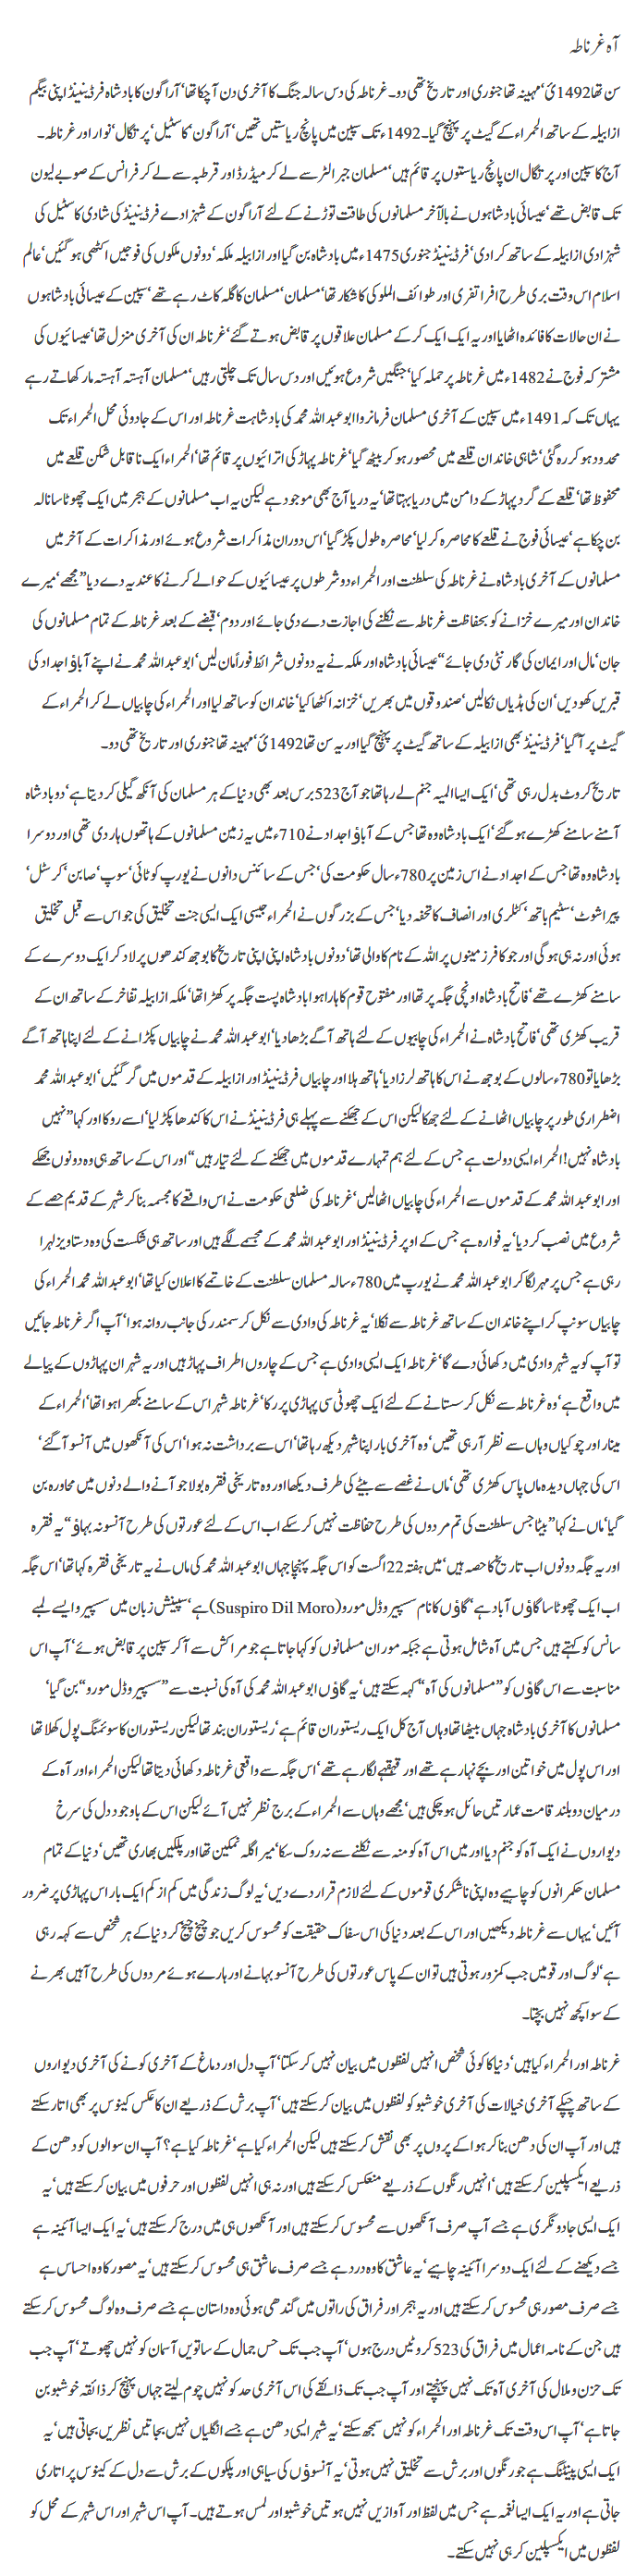 آہ غرناطہ
سن تھا 1492ئ‘ مہینہ تھا جنوری اور تاریخ تھی دو۔ غرناطہ کی دس سالہ جنگ کا آخری دن آ چکا تھا‘ آراگون کا بادشاہ فرڈیننڈ اپنی بیگم
ازابیلہ کے ساتھ الحمراء کے گیٹ پر پہنچ گیا۔ 1492ء تک سپین میں پانچ ریاستیں تھیں‘ آراگون‘ کاسٹیل‘ پرتگال‘ نوار اور غرناطہ۔
آج کا سپین اور پرتگال ان پانچ ریاستوں پر قائم ہیں‘ مسلمان جبرالٹر سے لے کر میڈرڈ اور قرطبہ سے لے کر فرانس کے صوبے لیون
تک قابض تھے‘ عیسائی بادشاہوں نے بالآخر مسلمانوں کی طاقت توڑنے کے لئے آراگون کے شہزادے فرڈیننڈ کی شادی کاسٹیل کی
شہزادی ازابیلہ کے ساتھ کرا دی‘ فرڈیننڈ جنوری 1475ء میں بادشاہ بن گیا اور ازابیلہ ملکہ‘ دونوں ملکوں کی فوجیں اکٹھی ہو گئیں‘ عالم
اسلام اس وقت بری طرح افراتفری اور طوائف الملوکی کا شکار تھا‘ مسلمان‘ مسلمان کا گلہ کاٹ رہے تھے‘ سپین کے عیسائی بادشاہوں
نے ان حالات کا فائدہ اٹھایا اور یہ ایک ایک کر کے مسلمان علاقوں پر قابض ہوتے گئے‘ غرناطہ ان کی آخری منزل تھا‘ عیسائیوں کی
مشترکہ فوج نے 1482ء میں غرناطہ پر حملہ کیا‘ جنگیں شروع ہوئیں اور دس سال تک چلتی رہیں‘ مسلمان آہستہ آہستہ مار کھاتے رہے
یہاں تک کہ 1491ء میں سپین کے آخری مسلمان فرمانروا ابو عبداللہ محمد کی بادشاہت غرناطہ اور اس کے جادوئی محل الحمراء تک
محدود ہو کر رہ گئی‘ شاہی خاندان قلعے میں محصور ہو کر بیٹھ گیا‘ غرناطہ پہاڑ کی اترائیوں پر قائم تھا‘ الحمراء ایک ناقابل شکن قلعے میں
محفوظ تھا‘ قلعے کے گرد پہاڑ کے دامن میں دریا بہتا تھا‘ یہ دریا آج بھی موجود ہے لیکن یہ اب مسلمانوں کے ہجر میں ایک چھوٹا سا نالہ
بن چکا ہے‘ عیسائی فوج نے قلعے کا محاصرہ کر لیا‘ محاصرہ طول پکڑ گیا‘ اس دوران مذاکرات شروع ہوئے اور مذاکرات کے آخر میں
مسلمانوں کے آخری بادشاہ نے غرناطہ کی سلطنت اور الحمراء دو شرطوں پر عیسائیوں کے حوالے کرنے کا عندیہ دے دیا ’’مجھے‘ میرے
خاندان اور میرے خزانے کو بحفاظت غرناطہ سے نکلنے کی اجازت دے دی جائے اور دوم‘ قبضے کے بعد غرناطہ کے تمام مسلمانوں کی
جان‘ مال اور ایمان کی گارنٹی دی جائے‘‘ عیسائی بادشاہ اور ملکہ نے یہ دونوں شرائط فوراً مان لیں‘ ابو عبداللہ محمد نے اپنے آباؤ اجداد کی
قبریں کھودیں‘ ان کی ہڈیاں نکالیں‘ صندوقوں میں بھریں‘ خزانہ اکٹھا کیا‘ خاندان کو ساتھ لیا اور الحمراء کی چابیاں لے کر الحمراء کے
گیٹ پر آ گیا‘ فرڈیننڈ بھی ازابیلہ کے ساتھ گیٹ پر پہنچ گیا اور یہ سن تھا 1492ئ‘ مہینہ تھا جنوری اور تاریخ تھی دو۔
تاریخ کروٹ بدل رہی تھی‘ ایک ایسا المیہ جنم لے رہا تھا جو آج 523 برس بعد بھی دنیا کے ہر مسلمان کی آنکھ گیلی کر دیتا ہے‘ دو بادشاہ
آمنے سامنے کھڑے ہو گئے‘ ایک بادشاہ وہ تھا جس کے آباؤ اجداد نے 710ء میں یہ زمین مسلمانوں کے ہاتھوں ہار دی تھی اور دوسرا
بادشاہ وہ تھا جس کے اجداد نے اس زمین پر 780ء سال حکومت کی‘ جس کے سائنس دانوں نے یورپ کو ٹائی‘ سوپ‘ صابن‘ کرسٹل‘
پیراشوٹ‘ سٹیم باتھ‘ کٹلری اور انصاف کا تحفہ دیا‘ جس کے بزرگوں نے الحمراء جیسی ایک ایسی جنت تخلیق کی جو اس سے قبل تخلیق
ہوئی اور نہ ہی ہو گی اور جو کافر زمینوں پر اللہ کے نام کا والی تھا‘ دونوں بادشاہ اپنی اپنی تاریخ کا بوجھ کندھوں پر لاد کر ایک دوسرے کے
سامنے کھڑے تھے‘ فاتح بادشاہ اونچی جگہ پر تھا اور مفتوح قوم کا ہارا ہوا بادشاہ پست جگہ پر کھڑا تھا‘ ملکہ ازابیلہ تفاخر کے ساتھ ان کے
قریب کھڑی تھی‘ فاتح بادشاہ نے الحمراء کی چابیوں کے لئے ہاتھ آگے بڑھا دیا‘ ابو عبداللہ محمد نے چابیاں پکڑانے کے لئے اپنا ہاتھ آگے
بڑھایا تو 780ء سالوں کے بوجھ نے اس کا ہاتھ لرزا دیا‘ ہاتھ ہلا اور چابیاں فرڈیننڈ اور ازابیلہ کے قدموں میں گر گئیں‘ ابو عبداللہ محمد
اضطراری طور پر چابیاں اٹھانے کے لئے جھکا لیکن اس کے جھکنے سے پہلے ہی فرڈیننڈ نے اس کا کندھا پکڑ لیا‘ اسے روکا اور کہا ’’نہیں
بادشاہ نہیں! الحمراء ایسی دولت ہے جس کے لئے ہم تمہارے قدموں میں جھکنے کے لئے تیار ہیں‘‘ اور اس کے ساتھ ہی وہ دونوں جھکے
اور ابو عبداللہ محمد کے قدموں سے الحمراء کی چابیاں اٹھا لیں‘ غرناطہ کی ضلعی حکومت نے اس واقعے کا مجسمہ بنا کر شہر کے قدیم حصے کے
شروع میں نصب کر دیا‘ یہ فوارہ ہے جس کے اوپر فرڈیننڈ اور ابو عبداللہ محمد کے مجسمے لگے ہیں اور ساتھ ہی شکست کی وہ دستاویز لہرا
رہی ہے جس پر مہر لگا کر ابو عبداللہ محمد نے یورپ میں 780ء سالہ مسلمان سلطنت کے خاتمے کا اعلان کیا تھا‘ ابو عبداللہ محمد الحمراء کی
چابیاں سونپ کر اپنے خاندان کے ساتھ غرناطہ سے نکلا‘ یہ غرناطہ کی وادی سے نکل کر سمندر کی جانب روانہ ہوا‘ آپ اگر غرناطہ جائیں
تو آپ کو یہ شہر وادی میں دکھائی دے گا‘ غرناطہ ایک ایسی وادی ہے جس کے چاروں اطراف پہاڑ ہیں اور یہ شہر ان پہاڑوں کے پیالے
میں واقع ہے‘ وہ غرناطہ سے نکل کر سستانے کے لئے ایک چھوٹی سی پہاڑی پر رکا‘ غرناطہ شہر اس کے سامنے بکھرا ہوا تھا‘ الحمراء کے
مینار اور چوکیاں وہاں سے نظر آ رہی تھیں‘ وہ آخری بار اپنا شہر دیکھ رہا تھا‘ اس سے برداشت نہ ہوا‘ اس کی آنکھوں میں آنسو آ گئے‘
اس کی جہاں دیدہ ماں پاس کھڑی تھی‘ ماں نے غصے سے بیٹے کی طرف دیکھا اور وہ تاریخی فقرہ بولا جو آنے والے دنوں میں محاورہ بن
گیا‘ ماں نے کہا ’’بیٹا جس سلطنت کی تم مردوں کی طرح حفاظت نہیں کر سکے اب اس کے لئے عورتوں کی طرح آنسو نہ بہاؤ‘‘ یہ فقرہ
اور یہ جگہ دونوں اب تاریخ کا حصہ ہیں‘ میں ہفتہ 22 اگست کو اس جگہ پہنچا جہاں ابو عبداللہ محمد کی ماں نے یہ تاریخی فقرہ کہا تھا‘ اس جگہ
اب ایک چھوٹا سا گاؤں آباد ہے‘ گاؤں کا نام سسپیرو ڈل مورو (Suspiro Dil Moro) ہے‘ سپینش زبان میں سسپیرو ایسے لمبے
سانس کو کہتے ہیں جس میں آہ شامل ہوتی ہے جبکہ مور ان مسلمانوں کو کہا جاتا ہے جو مراکش سے آ کر سپین پر قابض ہوئے‘ آپ اس
مناسبت سے اس گاؤں کو ’’مسلمانوں کی آہ‘‘ کہہ سکتے ہیں‘ یہ گاؤں ابو عبداللہ محمد کی آہ کی نسبت سے ’’سسپیرو ڈل مورو‘‘ بن گیا‘
مسلمانوں کا آخری بادشاہ جہاں بیٹھا تھا وہاں آج کل ایک ریستوران قائم ہے‘ ریستوران بند تھا لیکن ریستوران کا سوئمنگ پول کھلا تھا
اور اس پول میں خواتین اور بچے نہا رہے تھے اور قہقہے لگا رہے تھے‘ اس جگہ سے واقعی غرناطہ دکھائی دیتا تھا لیکن الحمراء اور آہ کے
درمیان دو بلند قامت عمارتیں حائل ہو چکی ہیں‘ مجھے وہاں سے الحمراء کے برج نظر نہیں آئے لیکن اس کے باوجود دل کی سرخ
دیواروں نے ایک آہ کو جنم دیا اور میں اس آہ کو منہ سے نکلنے سے نہ روک سکا‘ میرا گلہ نمکین تھا اور پلکیں بھاری تھیں‘ دنیا کے تمام
مسلمان حکمرانوں کو چاہیے وہ اپنی ناشکری قوموں کے لئے لازم قرار دے دیں‘ یہ لوگ زندگی میں کم از کم ایک بار اس پہاڑی پر ضرور
آئیں‘ یہاں سے غرناطہ دیکھیں اور اس کے بعد دنیا کی اس سفاک حقیقت کو محسوس کریں جو چیخ چیخ کر دنیا کے ہر شخص سے کہہ رہی
ہے‘ لوگ اور قومیں جب کمزور ہوتی ہیں تو ان کے پاس عورتوں کی طرح آنسو بہانے اور ہارے ہوئے مردوں کی طرح آہیں بھرنے
کے سوا کچھ نہیں بچتا۔
غرناطہ اور الحمراء کیا ہیں‘ دنیا کا کوئی شخص انہیں لفظوں میں بیان نہیں کر سکتا‘ آپ دل اور دماغ کے آخری کونے کی آخری دیواروں
کے ساتھ چپکے آخری خیالات کی آخری خوشبو کو لفظوں میں بیان کر سکتے ہیں‘ آپ برش کے ذریعے ان کا عکس کینوس پر بھی اتار سکتے
ہیں اور آپ ان کی دھن بنا کر ہوا کے پروں پر بھی نقش کر سکتے ہیں لیکن الحمراء کیا ہے‘ غرناطہ کیا ہے؟ آپ ان سوالوں کو دھن کے
ذریعے ایکسپلین کر سکتے ہیں‘ انہیں رنگوں کے ذریعے منعکس کر سکتے ہیں اور نہ ہی انہیں لفظوں اور حرفوں میں بیان کر سکتے ہیں‘ یہ
ایک ایسی جادو نگری ہے جسے آپ صرف آنکھوں سے محسوس کر سکتے ہیں اور آنکھوں ہی میں درج کر سکتے ہیں‘ یہ ایک ایسا آئینہ ہے
جسے دیکھنے کے لئے ایک دوسرا آئینہ چاہیے‘ یہ عاشق کا وہ درد ہے جسے صرف عاشق ہی محسوس کر سکتے ہیں‘ یہ مصور کا وہ احساس ہے
جسے صرف مصور ہی محسوس کر سکتے ہیں اور یہ ہجر اور فراق کی راتوں میں گندھی ہوئی وہ داستان ہے جسے صرف وہ لوگ محسوس کر سکتے
ہیں جن کے نامہ اعمال میں فراق کی 523 کروٹیں درج ہوں‘ آپ جب تک حس جمال کے ساتویں آسمان کو نہیں چھوتے‘ آپ جب
تک حزن و ملال کی آخری آہ تک نہیں پہنچتے اور آپ جب تک ذائقے کی اس آخری حد کو نہیں چوم لیتے جہاں پہنچ کر ذائقہ خوشبو بن
جاتا ہے‘ آپ اس وقت تک غرناطہ اور الحمراء کو نہیں سمجھ سکتے‘ یہ شہر ایسی دھن ہے جسے انگلیاں نہیں بجاتیں نظریں بجاتی ہیں‘ یہ
ایک ایسی پینٹنگ ہے جو رنگوں اور برش سے تخلیق نہیں ہوتی‘ یہ آنسوؤں کی سیاہی اور پلکوں کے برش سے دل کے کینوس پر اتاری
جاتی ہے اور یہ ایک ایسا نغمہ ہے جس میں لفظ اور آوازیں نہیں ہوتیں خوشبو اور لمس ہوتے ہیں۔ آپ اس شہر اور اس شہر کے محل کو
لفظوں میں ایکسپلین کر ہی نہیں سکتے۔